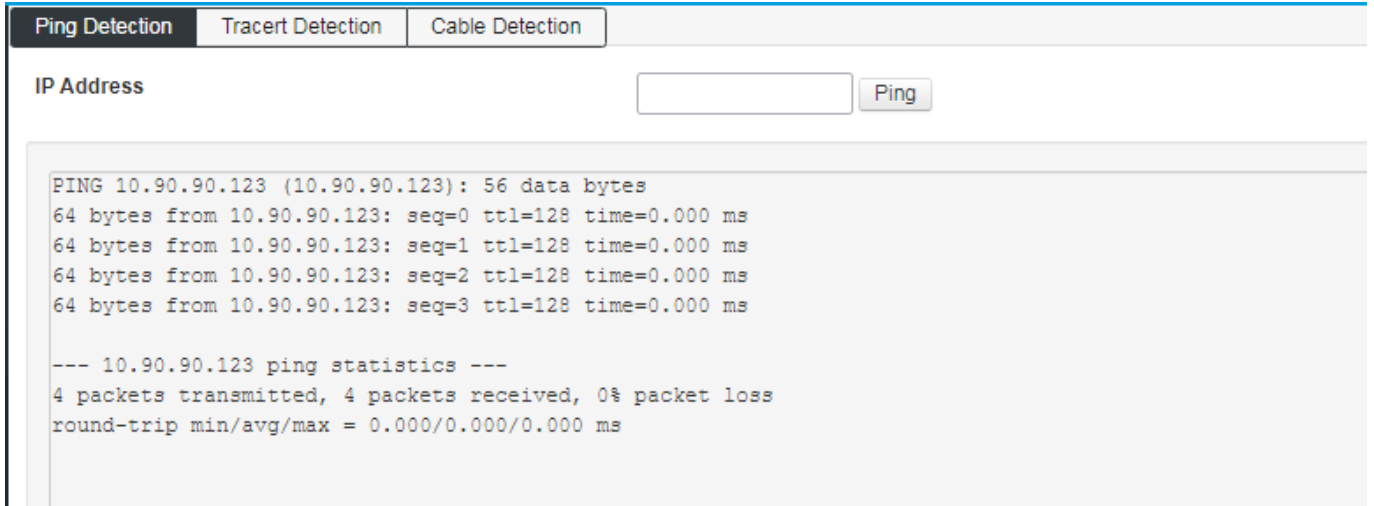 Ping Detection Tracert Detection Cable Detection
IP Address Ping
PING 10.90.90.123 (10.90.90.123): 56 data bytes
64 bytes from 10.90.90.123: seq=0 ttl=128 time=0.000 ms
64 bytes from 10.90.90.123: seq=1 ttl=128 time=0.000 ms
64 bytes from 10.90.90.123: seq=2 ttl=128 time=0.000 ms
64 bytes from 10.90.90.123: seq=3 ttl=128 time=0.000 ms
--- 10.90.90.123 ping statistics ---
4 packets transmitted, 4 packets received, 0% packet loss
round-trip min/avg/max = 0.000/0.000/0.000 ms